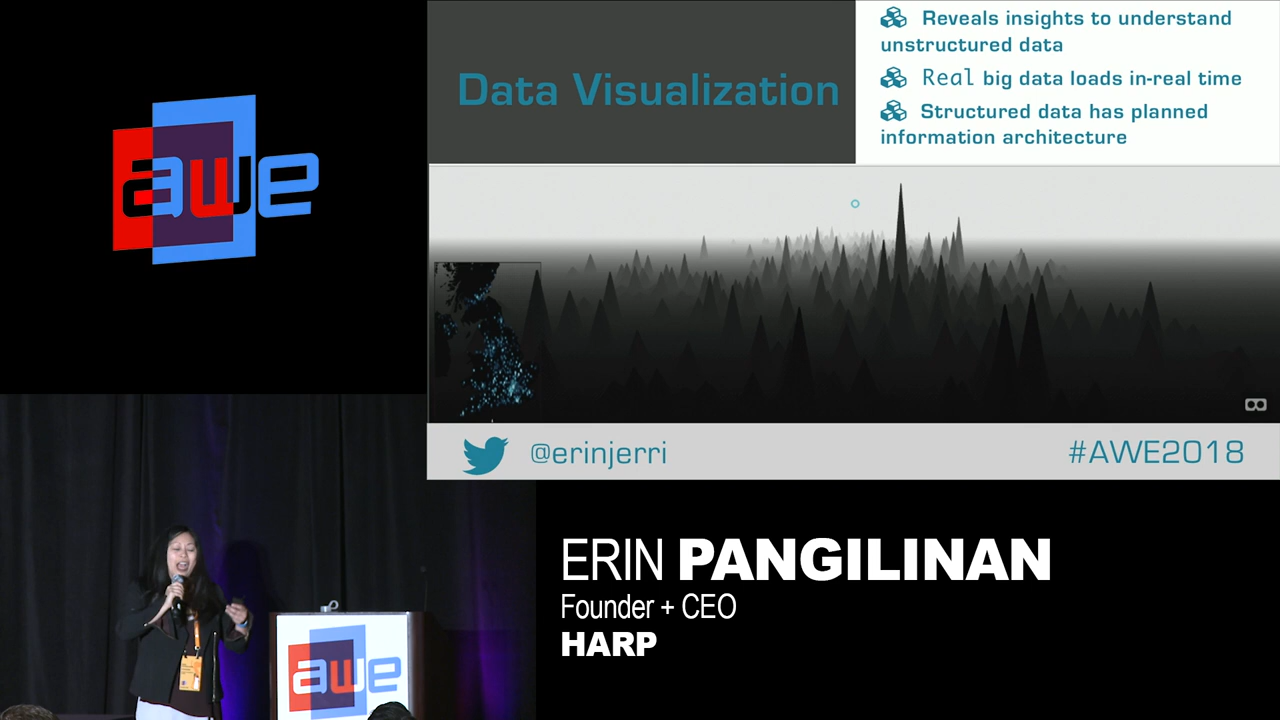 awe
Data Visualization
Reveals insights to understand
unstructured data
Real big data loads in-real time
Structured data has planned
information architecture
@erinjerri
#AWE2018
ERIN PANGILINAN
Founder + CEO
HARP
awe